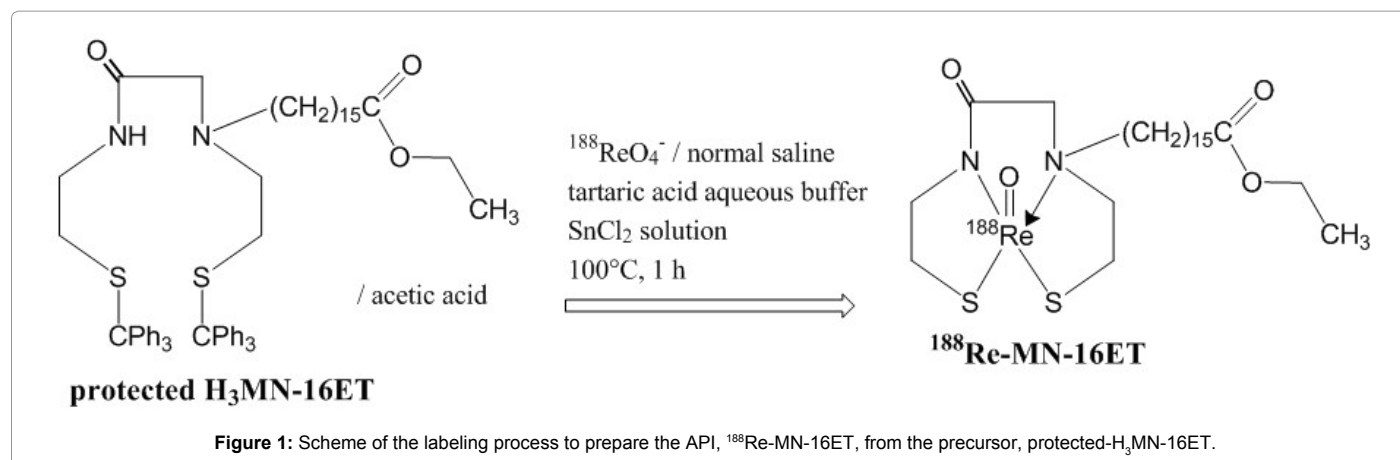 O
NH
N
(CH₂)₁₅C
O
O
CH₃
S
S
CPh₃
CPh₃
/ acetic acid
protected H₃MN-16ET
¹⁸⁸ReO₄⁻ / normal saline
tartaric acid aqueous buffer
SnCl₂ solution
100°C, 1 h
O
N
N
(CH₂)₁₅C
O
O
CH₃
O
¹⁸⁸Re
S
S
¹⁸⁸Re-MN-16ET
Figure 1: Scheme of the labeling process to prepare the API, ¹⁸⁸Re-MN-16ET, from the precursor, protected-H₃MN-16ET.